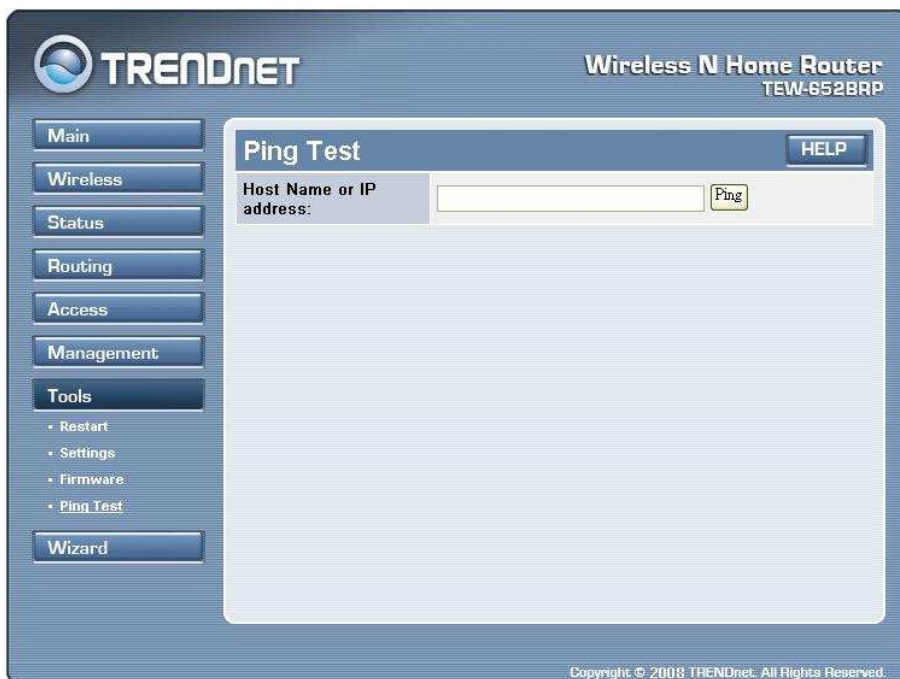 TRENDNET
Wireless N Home Router
TEW-652BRP
Main
Wireless
Status
Routing
Access
Management
Tools
• Restart
• Settings
• Firmware
• Ping Test
Wizard
Ping Test
HELP
Host Name or IP
address:
Ping
Copyright © 2008 TRENDnet. All Rights Reserved.